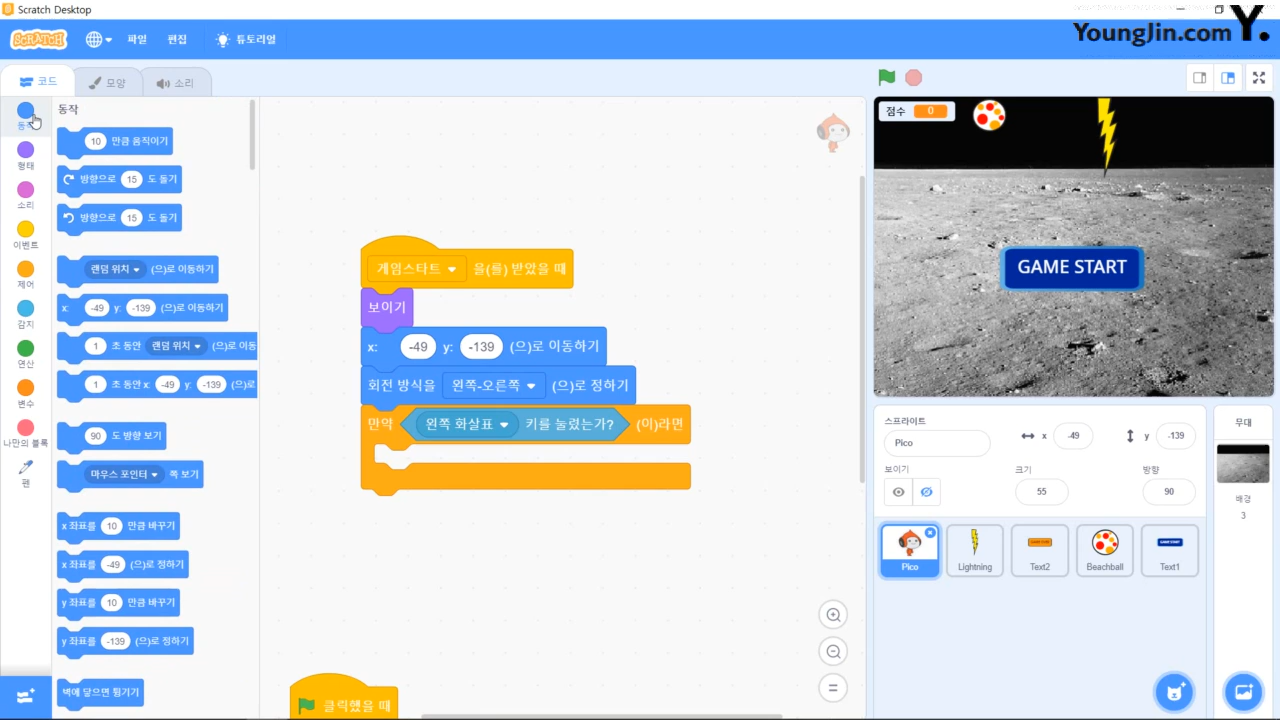 Scratch Desktop
SCRATCH 파일 편집 튜토리얼
YoungJin.com Y.
코드 모양 소리
동작
형태
소리
이벤트
제어
감지
연산
변수
나만의 블록
펜
동작
10 만큼 움직이기
방향으로 15 도 돌기
방향으로 15 도 돌기
랜덤 위치 (으)로 이동하기
x: -49 y: -139 (으)로 이동하기
1 초 동안 랜덤 위치 (으)로 이동
1 초 동안 x: -49 y: -139 (으)로
90 도 방향 보기
마우스 포인터 쪽 보기
x 좌표를 10 만큼 바꾸기
x 좌표를 -49 (으)로 정하기
y 좌표를 10 만큼 바꾸기
y 좌표를 -139 (으)로 정하기
벽에 닿으면 튕기기
게임스타트 을(를) 받았을 때
보이기
x: -49 y: -139 (으)로 이동하기
회전 방식을 왼쪽-오른쪽 (으)로 정하기
만약 왼쪽 화살표 키를 눌렀는가? (이)라면
클릭했을 때
점수 0
GAME START
스프라이트
Pico
x -49 y -139
보이기 크기 방향
55 90
Pico Lightning Text2 Beachball Text1
무대
배경
3